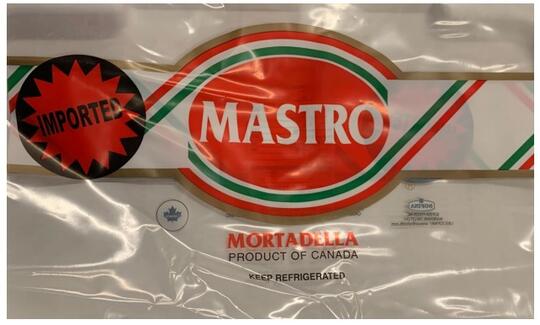 IMPORTED
MASTRO
MORTADELLA
PRODUCT OF CANADA
KEEP REFRIGERATED